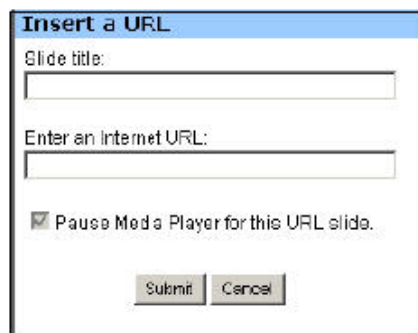 Insert a URL
Slide title:
Enter an Internet URL:
Pause Media Player for this URL slide.
Submit Cancel